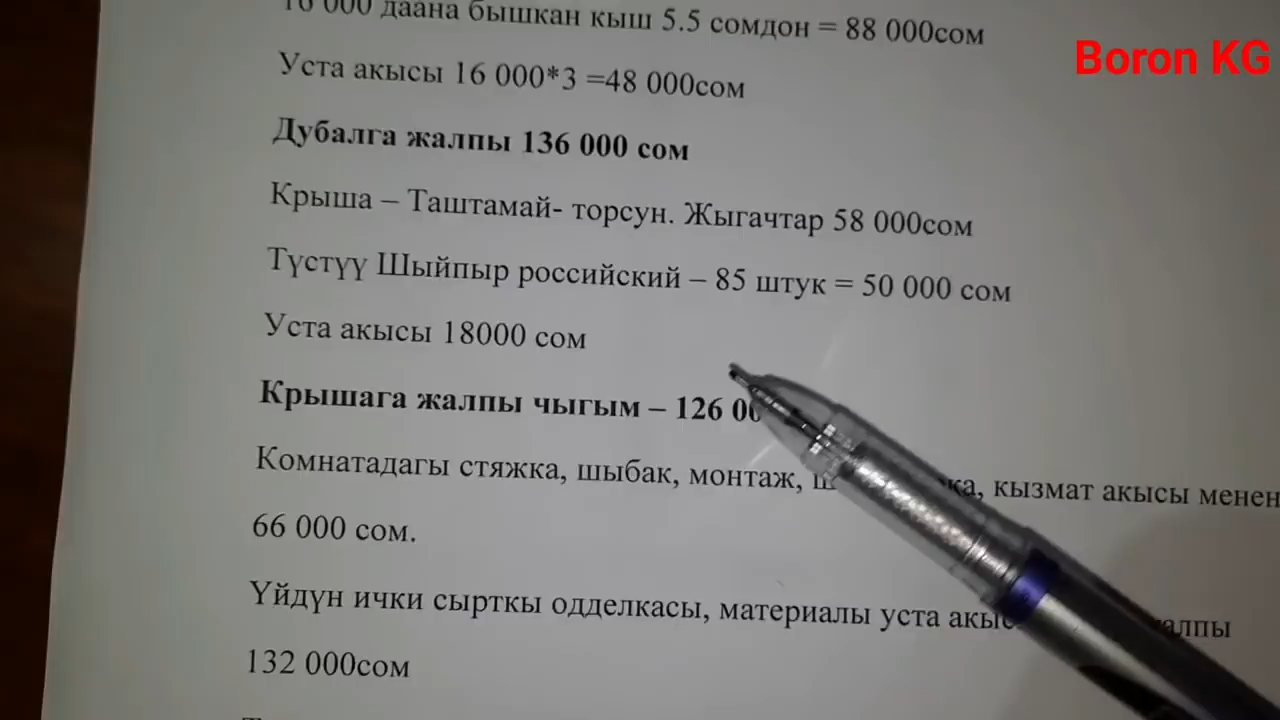 16 000 даана бышкан кыш 5.5 сомдон = 88 000сом
Boron KG
Уста акысы 16 000*3 =48 000сом
Дубалга жалпы 136 000 сом
Крыша – Таштамай- торсун. Жыгачтар 58 000сом
Түстүү Шыйпыр российский – 85 штук = 50 000 сом
Уста акысы 18000 сом
Крышага жалпы чыгым – 126 00
Комнатадагы стяжка, шыбак, монтаж, кызмат акысы менен
66 000 сом.
Үйдүн ички сырткы одделкасы, материалы уста
132 000сом